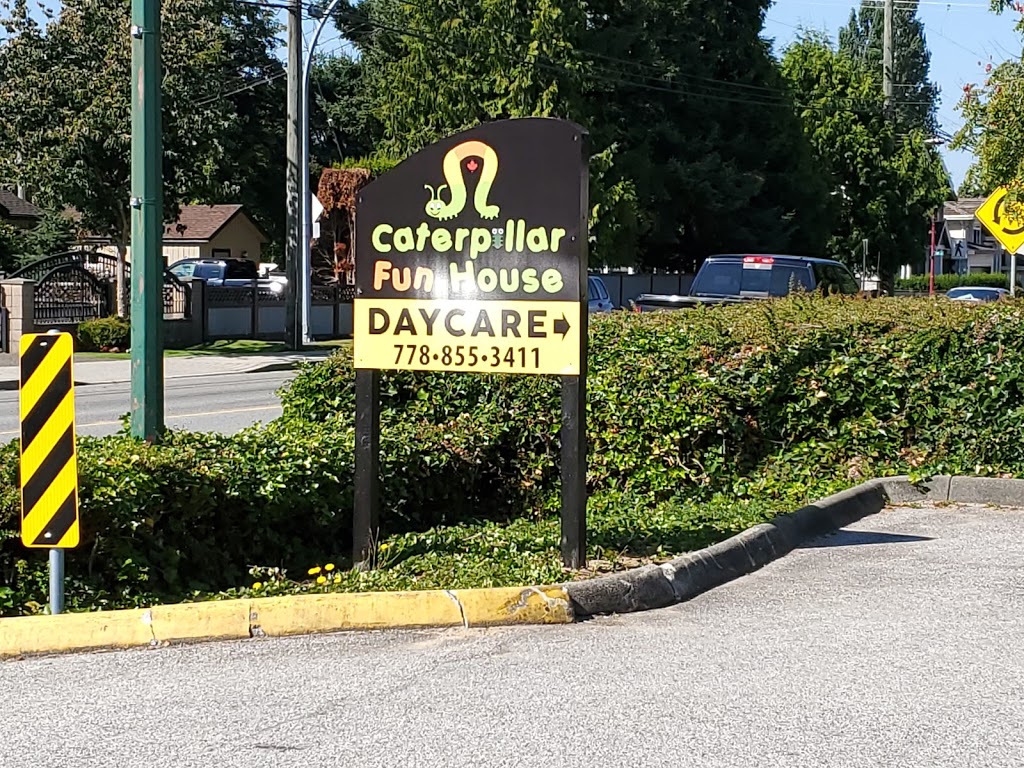 Caterpillar
Fun House
DAYCARE
778•855•3411